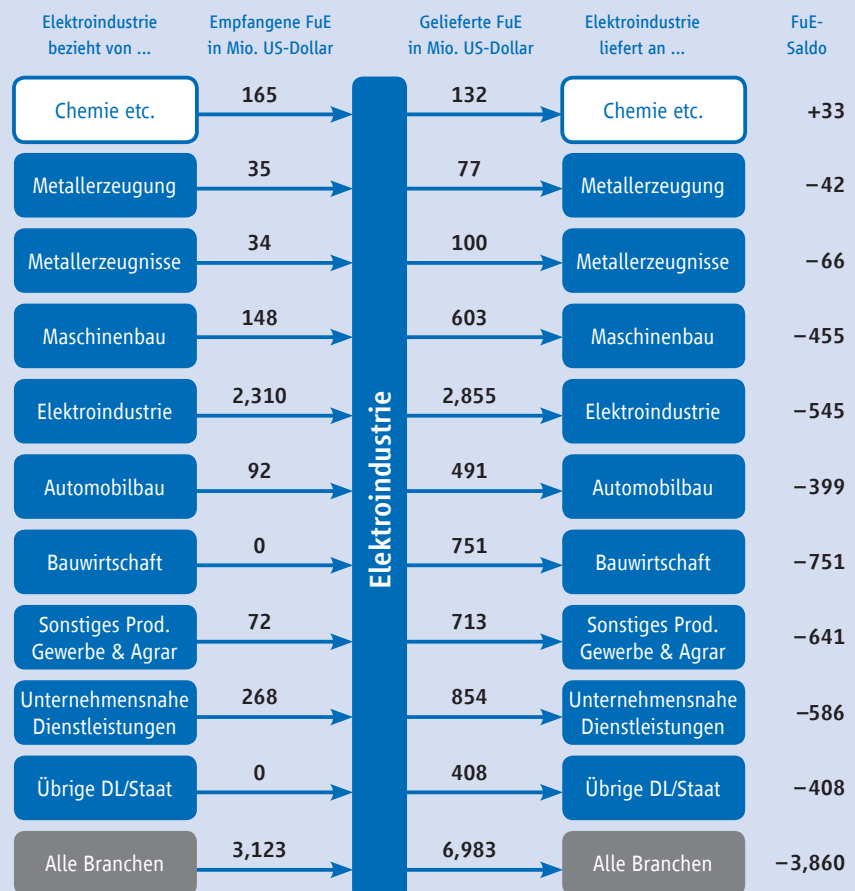 Elektroindustrie
bezieht von ...
Empfangene FuE
in Mio. US-Dollar
Gelieferte FuE
in Mio. US-Dollar
Elektroindustrie
liefert an ...
FuE-
Saldo
Chemie etc.
165
132
Chemie etc.
+33
Metallerzeugung
35
77
Metallerzeugung
−42
Metallerzeugnisse
34
100
Metallerzeugnisse
−66
Maschinenbau
148
603
Maschinenbau
−455
Elektroindustrie
2,310
2,855
Elektroindustrie
−545
Automobilbau
92
491
Automobilbau
−399
Bauwirtschaft
0
751
Bauwirtschaft
−751
Sonstiges Prod.
Gewerbe & Agrar
72
713
Sonstiges Prod.
Gewerbe & Agrar
−641
Unternehmensnahe
Dienstleistungen
268
854
Unternehmensnahe
Dienstleistungen
−586
Übrige DL/Staat
0
408
Übrige DL/Staat
−408
Alle Branchen
3,123
6,983
Alle Branchen
−3,860
Elektroindustrie